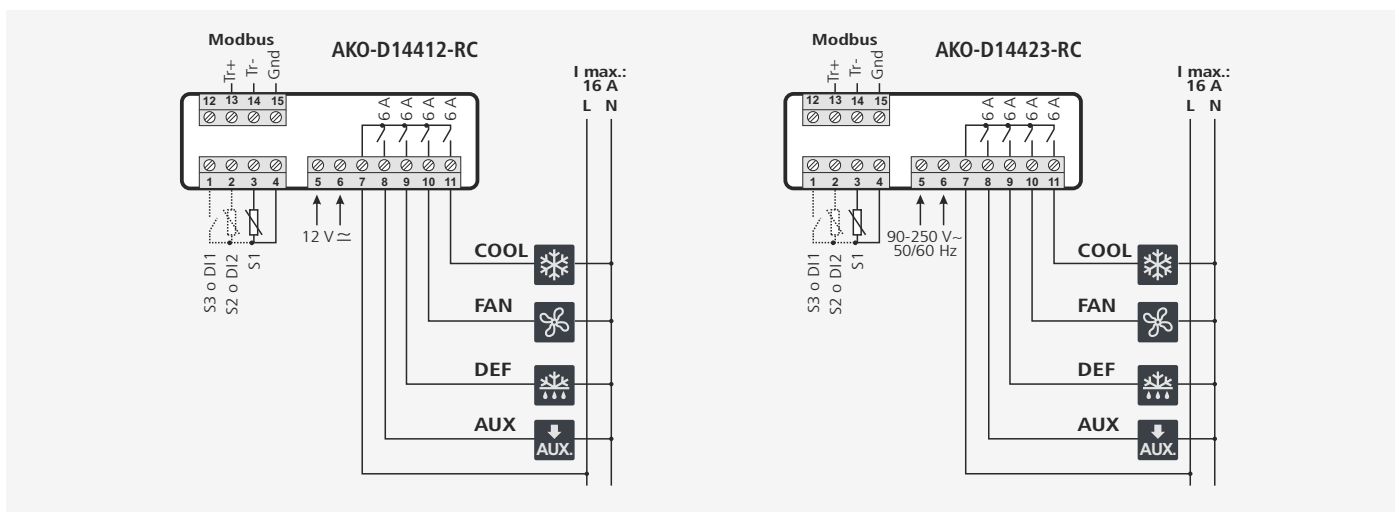 Modbus
AKO-D14412-RC
Tr+
Tr-
Gnd
I max.:
16 A
L N
12 13 14 15
6 A 6 A 6 A 6 A
1 2 3 4 5 6 7 8 9 10 11
12 V ≂
S3 o DI1
S2 o DI2
S1
COOL
FAN
DEF
AUX
AUX.
Modbus
AKO-D14423-RC
Tr+
Tr-
Gnd
I max.:
16 A
L N
12 13 14 15
6 A 6 A 6 A 6 A
1 2 3 4 5 6 7 8 9 10 11
90-250 V~
50/60 Hz
S3 o DI1
S2 o DI2
S1
COOL
FAN
DEF
AUX
AUX.